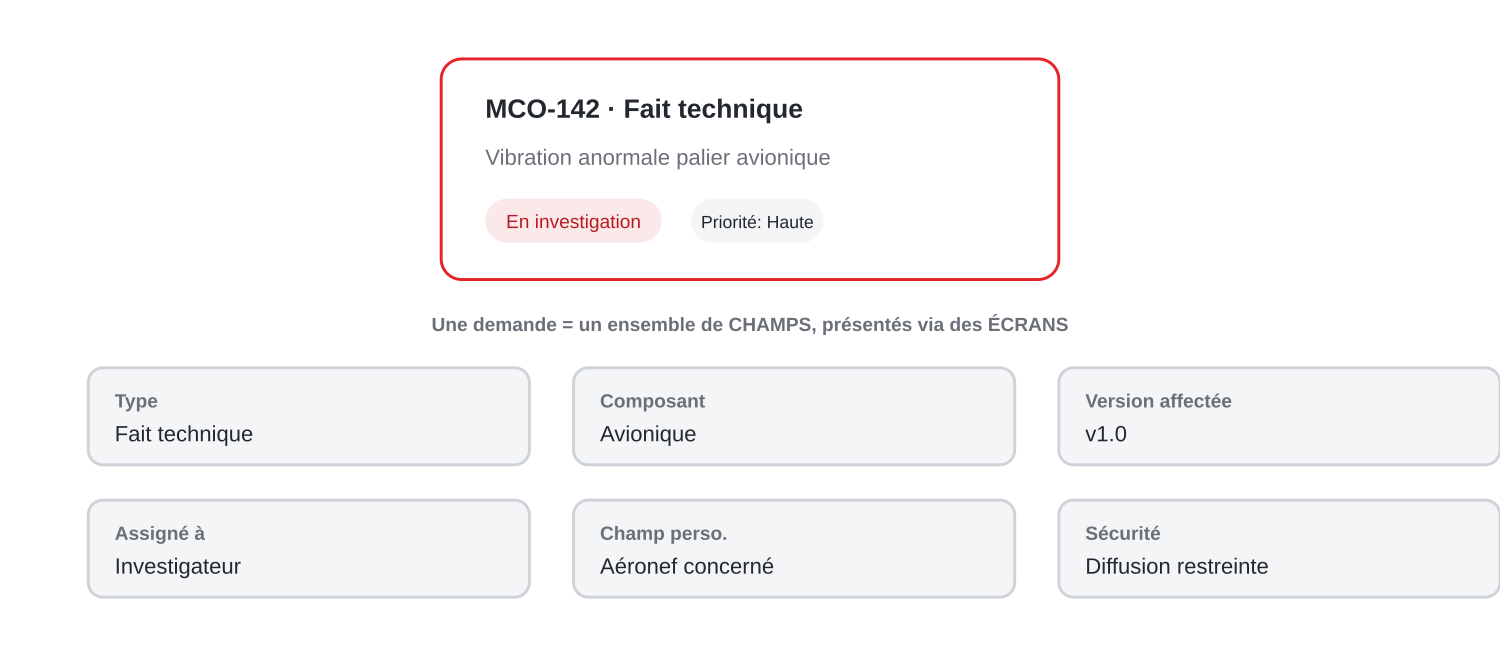 MCO-142 · Fait technique
Vibration anormale palier avionique
En investigation Priorité: Haute
Une demande = un ensemble de CHAMPS, présentés via des ÉCRANS
Type
Fait technique
Composant
Avionique
Version affectée
v1.0
Assigné à
Investigateur
Champ perso.
Aéronef concerné
Sécurité
Diffusion restreinte